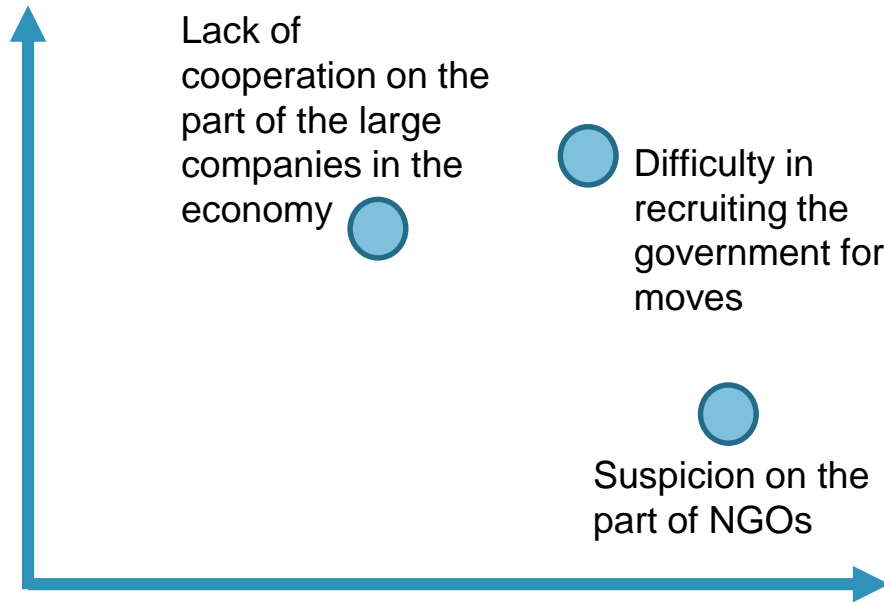 Lack of
cooperation on the
part of the large
companies in the
economy
Difficulty in
recruiting the
government for
moves
Suspicion on the
part of NGOs